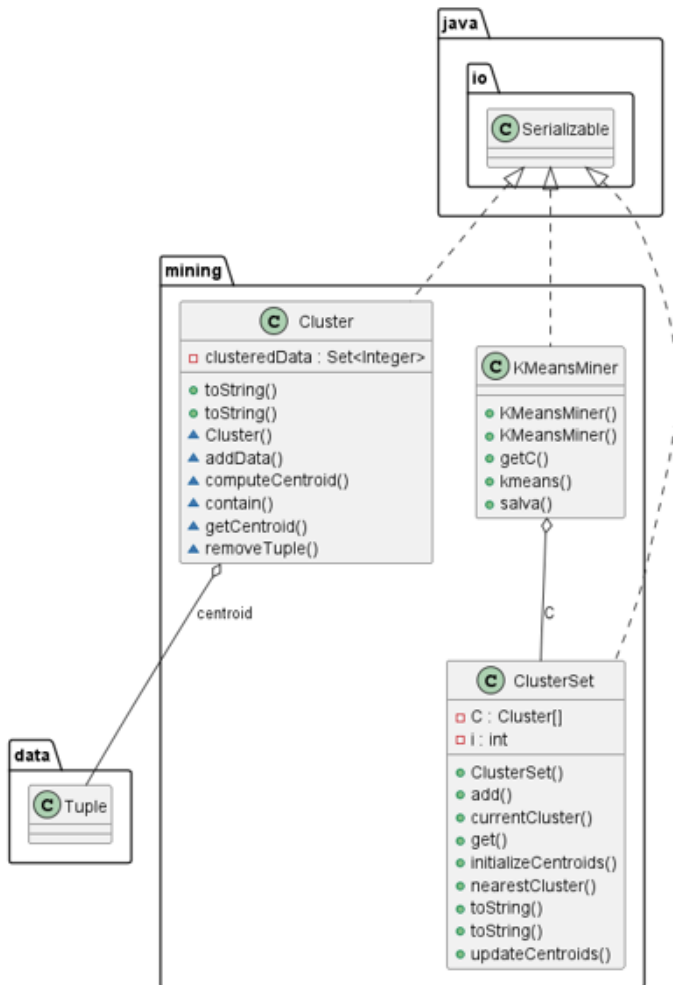 java
io
C Serializable
mining
C Cluster
clusteredData : Set<Integer>
toString()
toString()
Cluster()
addData()
computeCentroid()
contain()
getCentroid()
removeTuple()
C KMeansMiner
KMeansMiner()
KMeansMiner()
getC()
kmeans()
salva()
centroid
C
C ClusterSet
C : Cluster[]
i : int
ClusterSet()
add()
currentCluster()
get()
initializeCentroids()
nearestCluster()
toString()
toString()
updateCentroids()
data
C Tuple